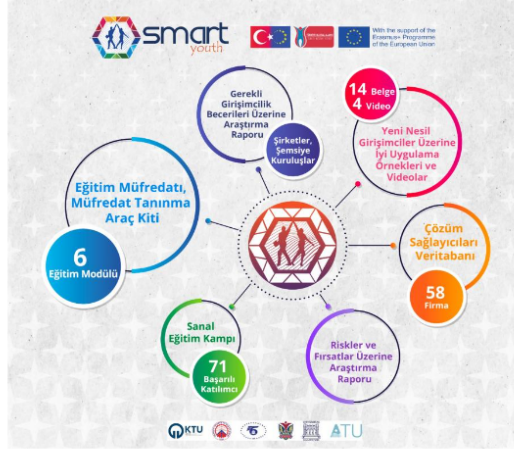 smart
youth
With the support of the
Erasmus+ Programme
of the European Union
Gerekli
Girişimcilik
Becerileri Üzerine
Araştırma
Raporu
Şirketler,
Şemsiye
Kuruluşlar
14 Belge
4 Video
Yeni Nesil
Girişimciler Üzerine
İyi Uygulama
Örnekleri ve
Videolar
Eğitim Müfredatı,
Müfredat Tanınma
Araç Kiti
6
Eğitim Modülü
Çözüm
Sağlayıcıları
Veritabanı
58
Firma
Sanal
Eğitim Kampı
71
Başarılı
Katılımcı
Riskler ve
Fırsatlar Üzerine
Araştırma
Raporu
KTU
ATU